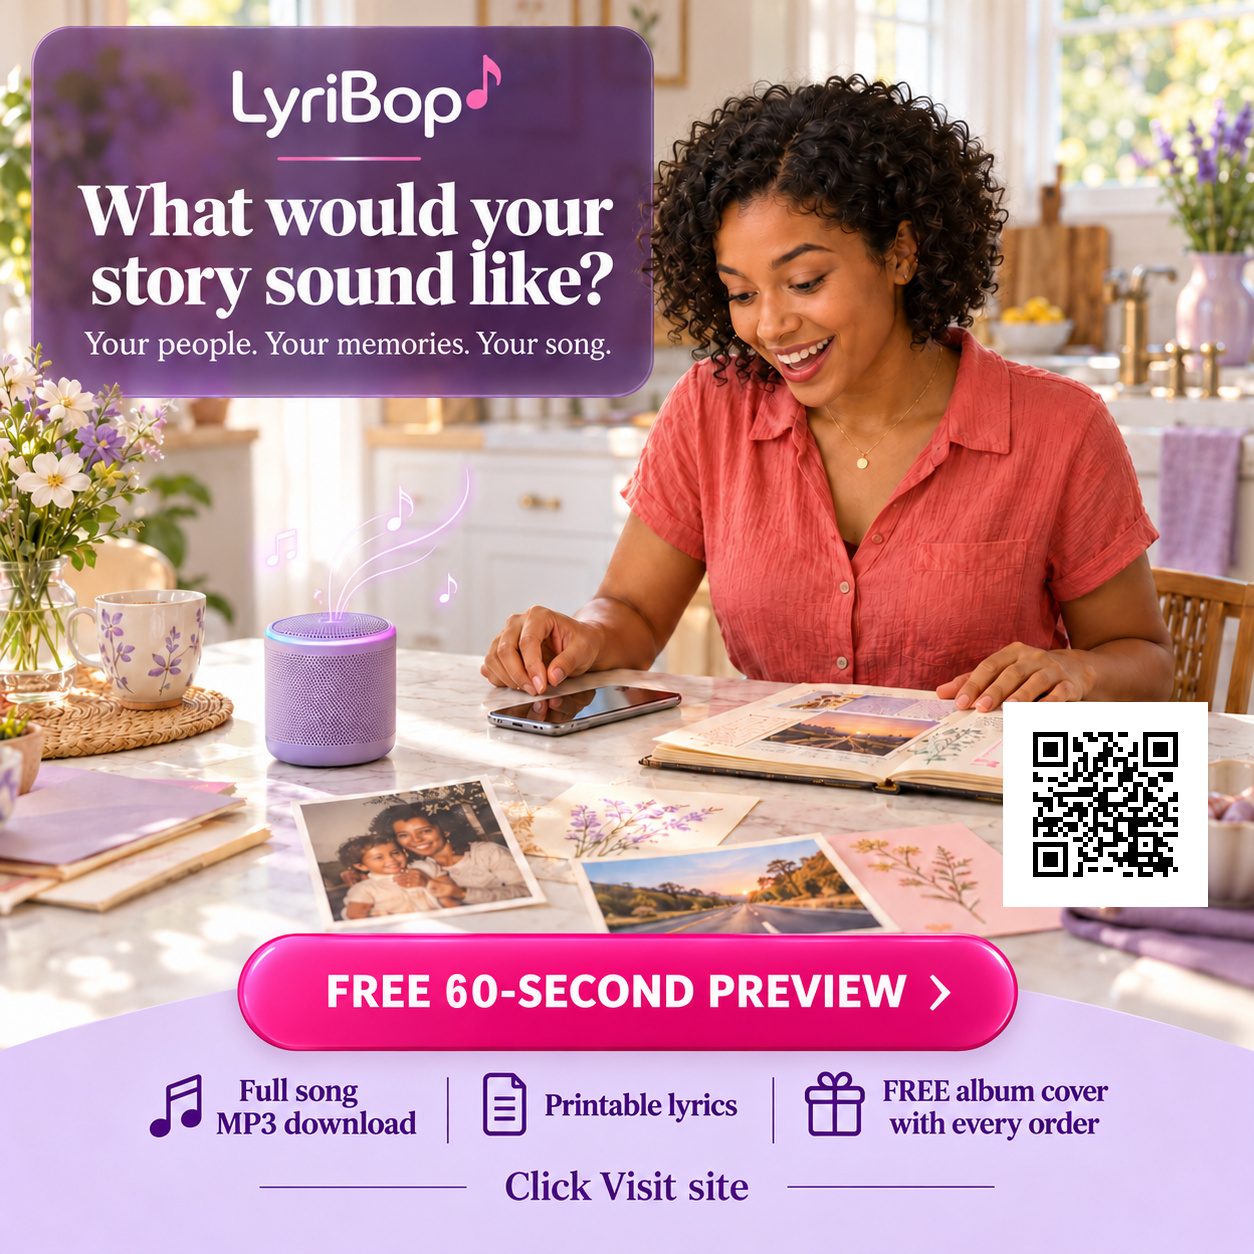 LyriBop
What would your
story sound like?
Your people. Your memories. Your song.
FREE 60-SECOND PREVIEW
Full song
MP3 download
Printable lyrics
FREE album cover
with every order
Click Visit site